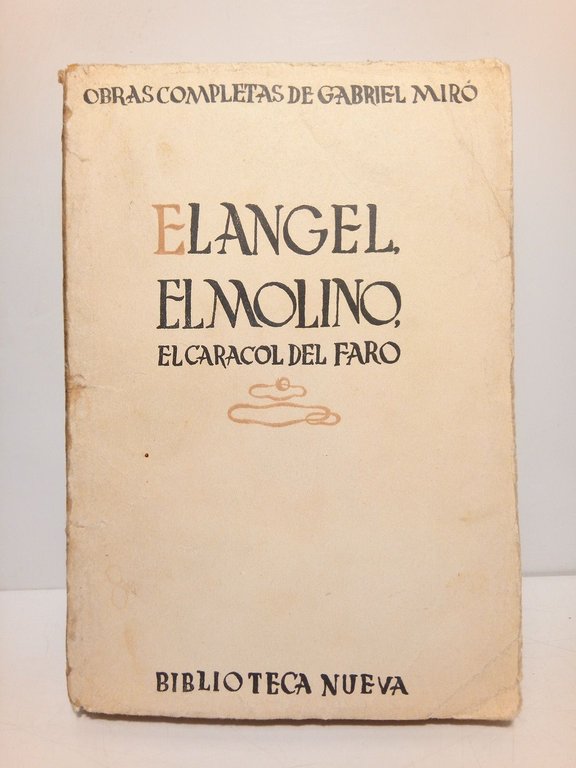 OBRAS COMPLETAS DE GABRIEL MIRÓ
EL ANGEL,
EL MOLINO,
EL CARACOL DEL FARO
BIBLIOTECA NUEVA